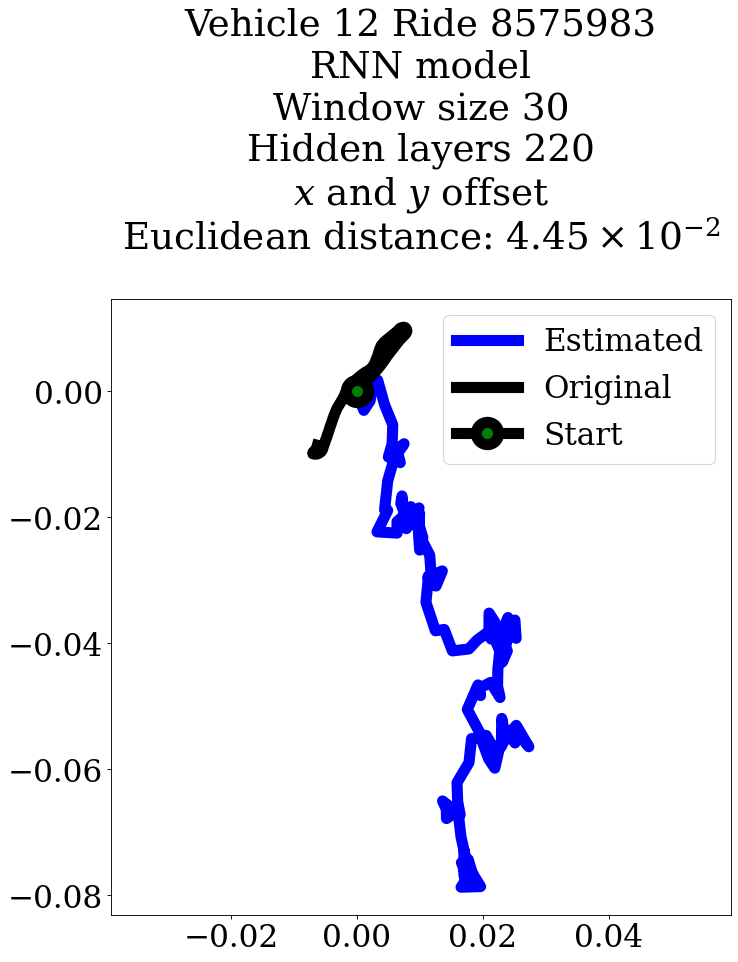 Vehicle 12 Ride 8575983
RNN model
Window size 30
Hidden layers 220
x and y offset
Euclidean distance: 4.45 × 10⁻²
Estimated
Original
Start
0.00
−0.02
−0.04
−0.06
−0.08
−0.02
0.00
0.02
0.04